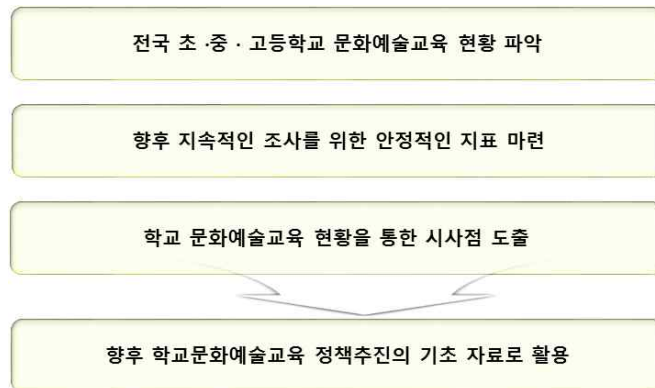 전국 초 ·중 · 고등학교 문화예술교육 현황 파악
향후 지속적인 조사를 위한 안정적인 지표 마련
학교 문화예술교육 현황을 통한 시사점 도출
향후 학교문화예술교육 정책추진의 기초 자료로 활용